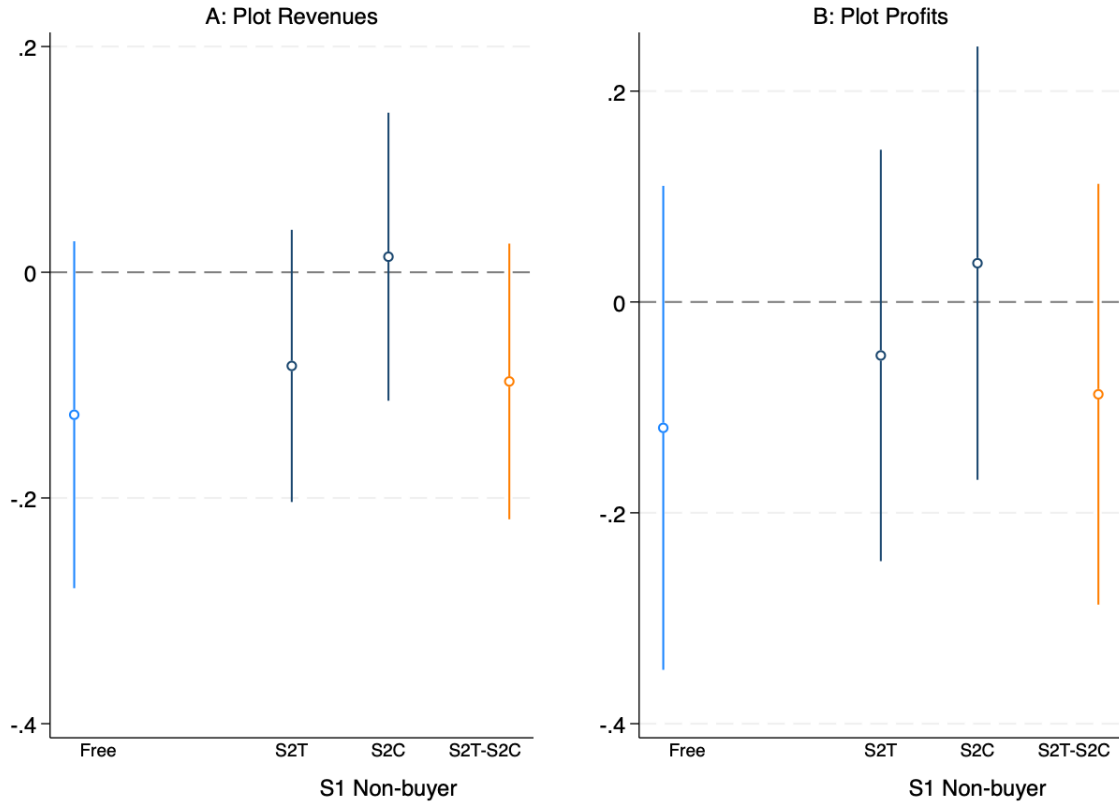 A: Plot Revenues
.2
0
-.2
-.4
Free
S2T
S2C
S2T-S2C
S1 Non-buyer
B: Plot Profits
.2
0
-.2
-.4
Free
S2T
S2C
S2T-S2C
S1 Non-buyer